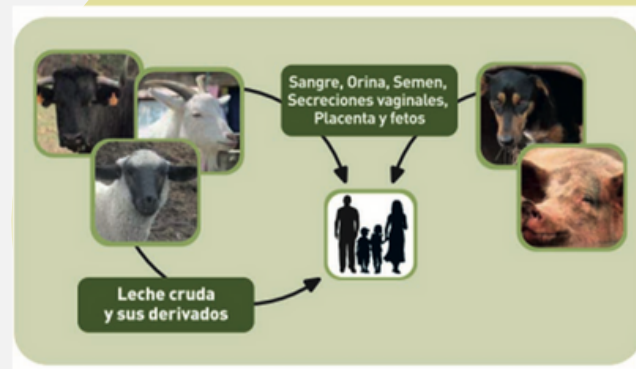 Sangre, Orina, Semen,
Secreciones vaginales,
Placenta y fetos
Leche cruda
y sus derivados